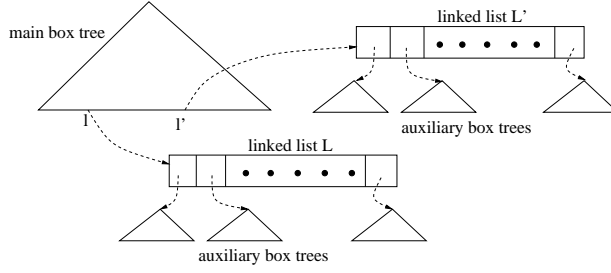 linked list L'
main box tree
l
l'
auxiliary box trees
linked list L
auxiliary box trees